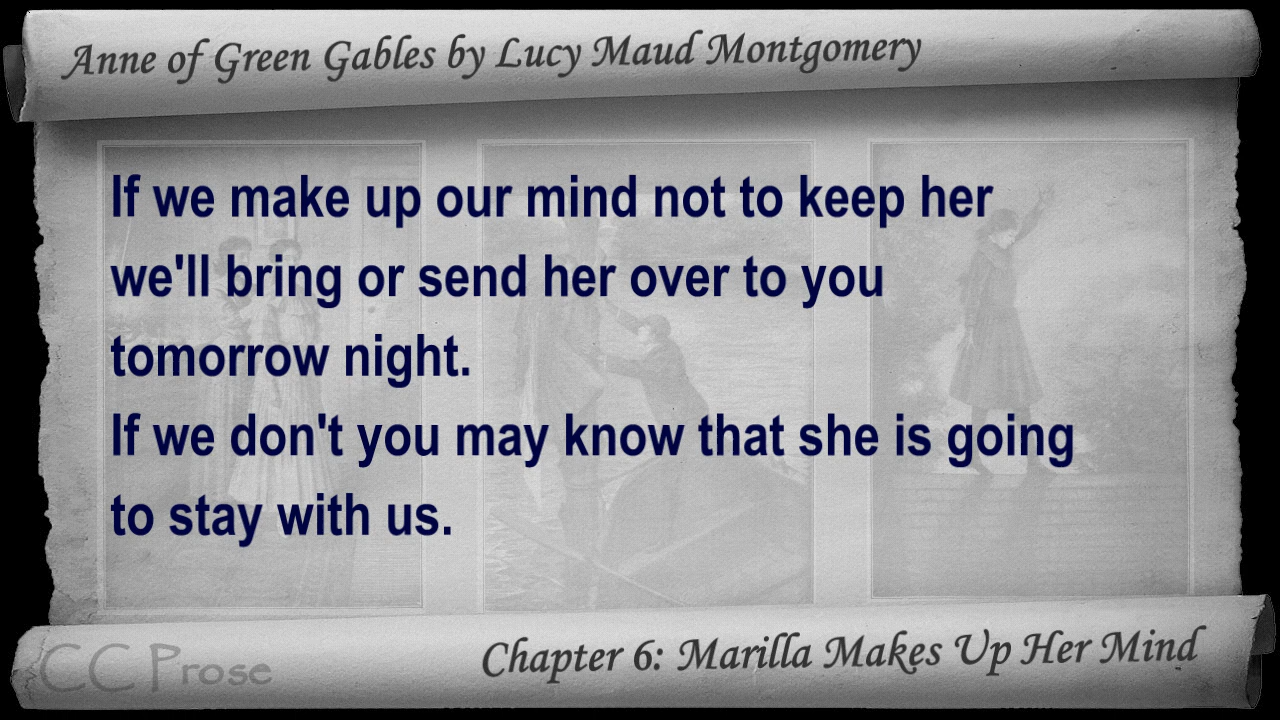 Anne of Green Gables by Lucy Maud Montgomery
If we make up our mind not to keep her
we'll bring or send her over to you
tomorrow night.
If we don't you may know that she is going
to stay with us.
CC Prose
Chapter 6: Marilla Makes Up Her Mind